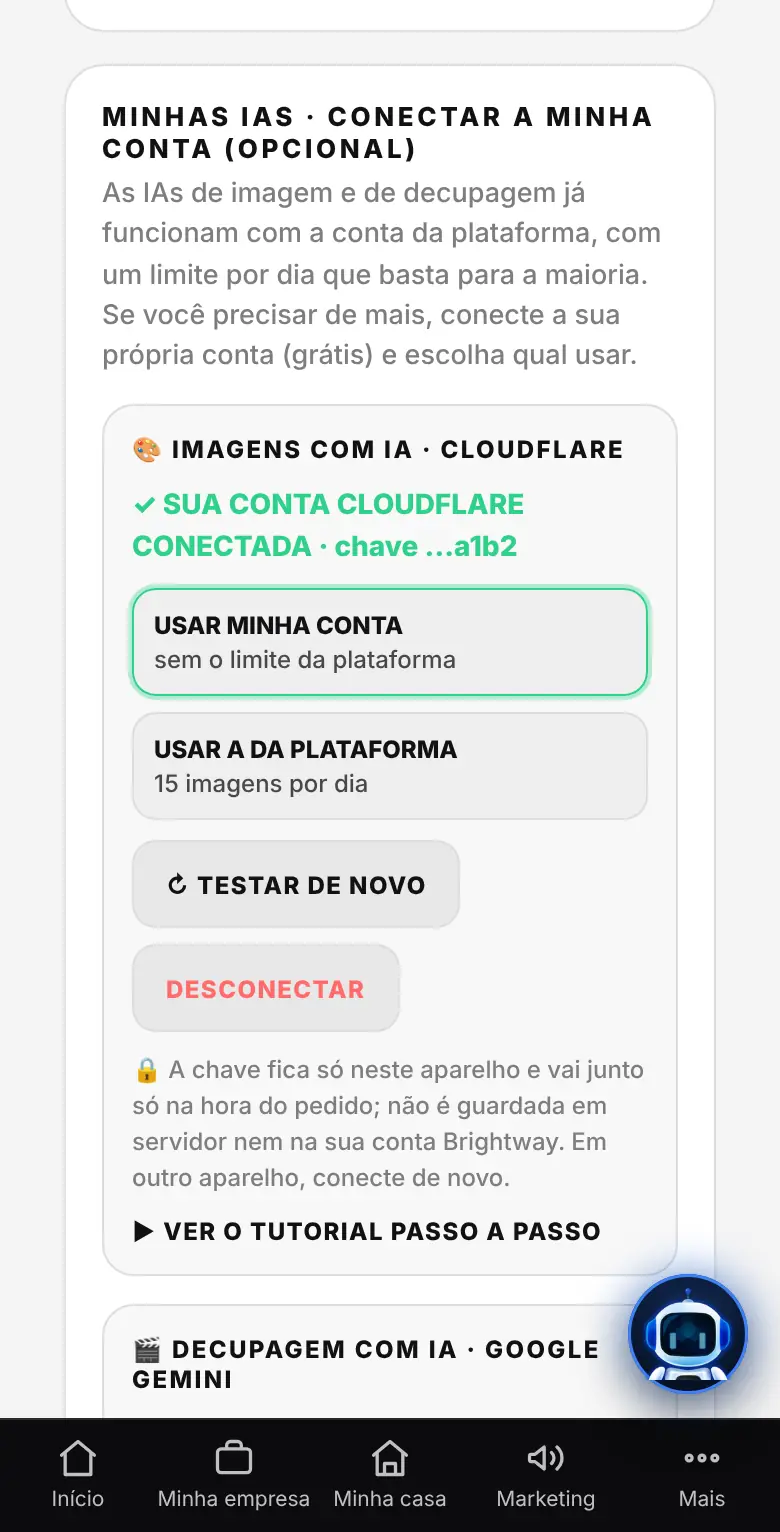 MINHAS IAS · CONECTAR A MINHA
CONTA (OPCIONAL)
As IAs de imagem e de decupagem já
funcionam com a conta da plataforma, com
um limite por dia que basta para a maioria.
Se você precisar de mais, conecte a sua
própria conta (grátis) e escolha qual usar.
🎨 IMAGENS COM IA · CLOUDFLARE
✓ SUA CONTA CLOUDFLARE
CONECTADA · chave …a1b2
USAR MINHA CONTA
sem o limite da plataforma
USAR A DA PLATAFORMA
15 imagens por dia
↻ TESTAR DE NOVO
DESCONECTAR
🔒 A chave fica só neste aparelho e vai junto
só na hora do pedido; não é guardada em
servidor nem na sua conta Brightway. Em
outro aparelho, conecte de novo.
▶ VER O TUTORIAL PASSO A PASSO
🎬 DECUPAGEM COM IA · GOOGLE
GEMINI
Início
Minha empresa
Minha casa
Marketing
Mais